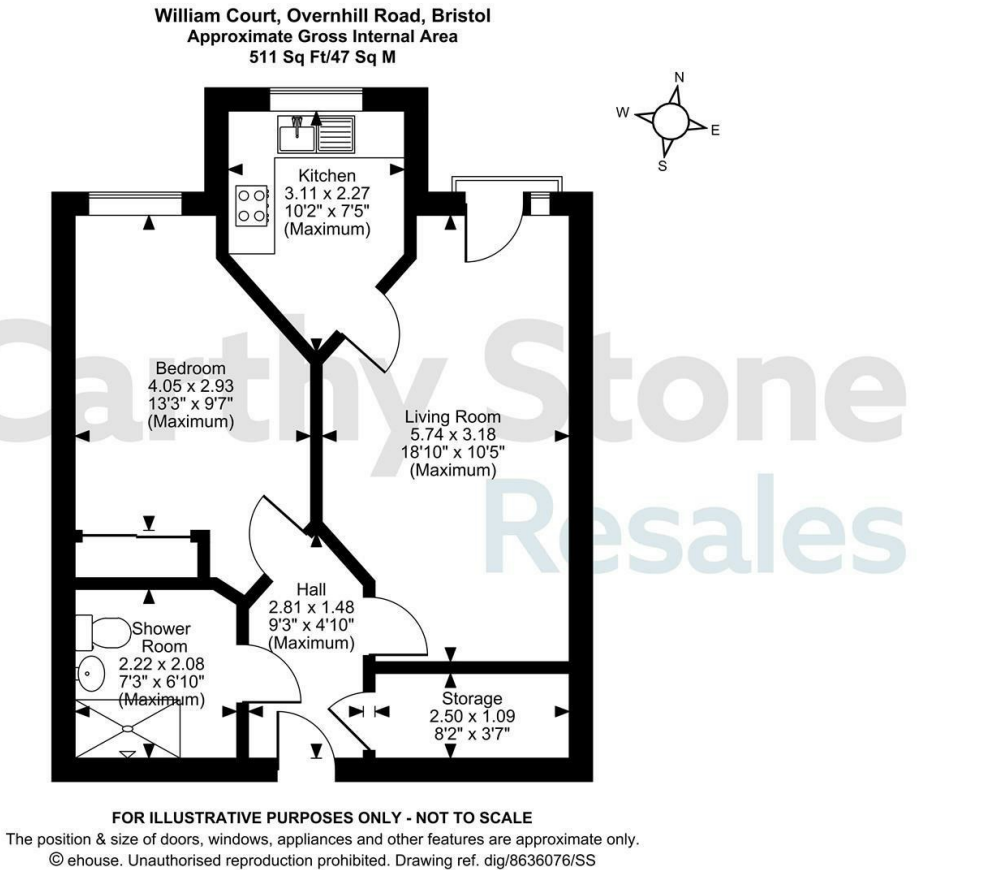 William Court, Overnhill Road, Bristol
Approximate Gross Internal Area
511 Sq Ft/47 Sq M
N
W
E
S
Kitchen
3.11 x 2.27
10'2" x 7'5"
(Maximum)
Bedroom
4.05 x 2.93
13'3" x 9'7"
(Maximum)
Living Room
5.74 x 3.18
18'10" x 10'5"
(Maximum)
Carthy Stone
Resales
Hall
2.81 x 1.48
9'3" x 4'10"
(Maximum)
Shower
Room
2.22 x 2.08
7'3" x 6'10"
(Maximum)
Storage
2.50 x 1.09
8'2" x 3'7"
FOR ILLUSTRATIVE PURPOSES ONLY - NOT TO SCALE
The position & size of doors, windows, appliances and other features are approximate only.
© ehouse. Unauthorised reproduction prohibited. Drawing ref. dig/8636076/SS